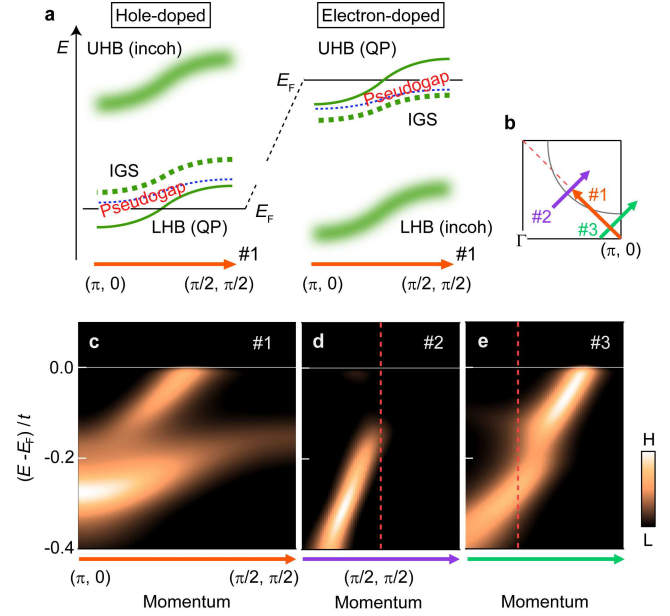 a
Hole-doped
Electron-doped
E
UHB (incoh)
UHB (QP)
E_F
Pseudogap
IGS
b
IGS
Pseudogap
LHB (QP)
E_F
LHB (incoh)
#1
#2
#3
Γ
(π, 0)
#1
#1
(π, 0)
(π/2, π/2)
(π, 0)
(π/2, π/2)
c
#1
d
#2
e
#3
0.0
-0.2
-0.4
(E -E_F) / t
H
L
(π, 0)
(π/2, π/2)
(π/2, π/2)
Momentum
Momentum
Momentum